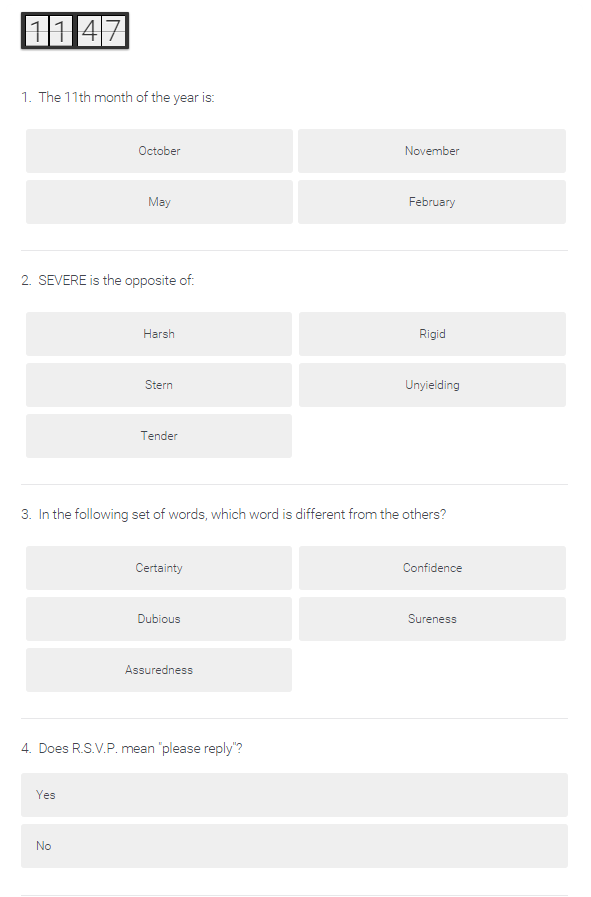 11 47
1. The 11th month of the year is:
October November
May February
2. SEVERE is the opposite of:
Harsh Rigid
Stern Unyielding
Tender
3. In the following set of words, which word is different from the others?
Certainty Confidence
Dubious Sureness
Assuredness
4. Does R.S.V.P. mean "please reply"?
Yes
No